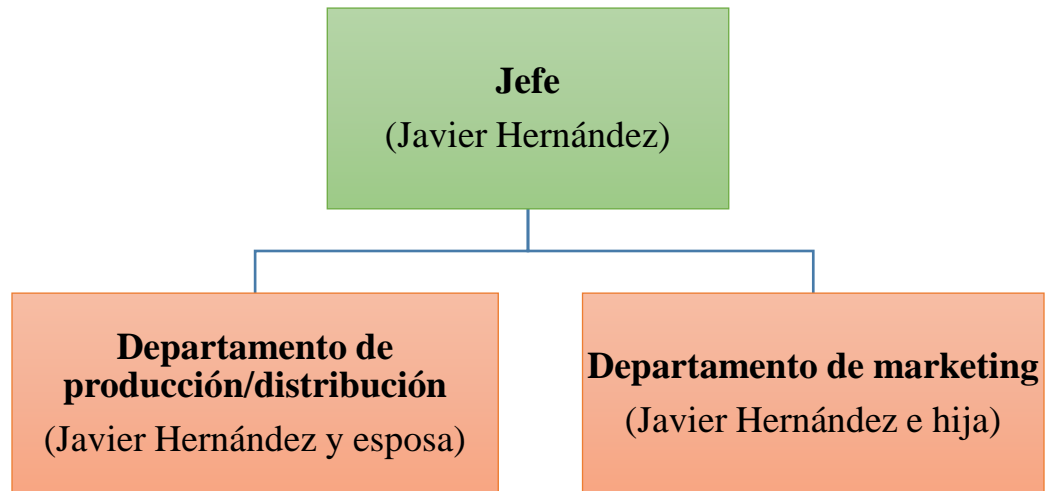 Jefe
(Javier Hernández)
Departamento de
producción/distribución
(Javier Hernández y esposa)
Departamento de marketing
(Javier Hernández e hija)